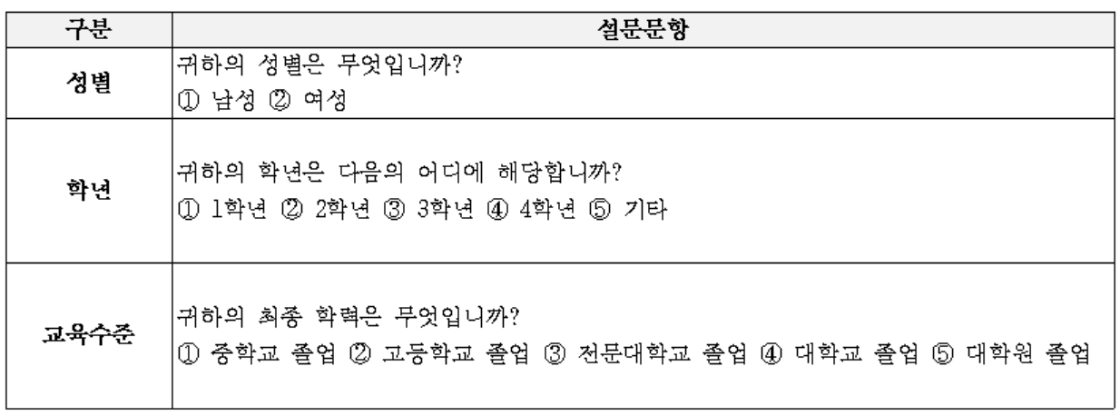 구분 설문문항
성별
귀하의 성별은 무엇입니까?
① 남성 ② 여성
학년
귀하의 학년은 다음의 어디에 해당합니까?
① 1학년 ② 2학년 ③ 3학년 ④ 4학년 ⑤ 기타
교육수준
귀하의 최종 학력은 무엇입니까?
① 중학교 졸업 ② 고등학교 졸업 ③ 전문대학교 졸업 ④ 대학교 졸업 ⑤ 대학원 졸업